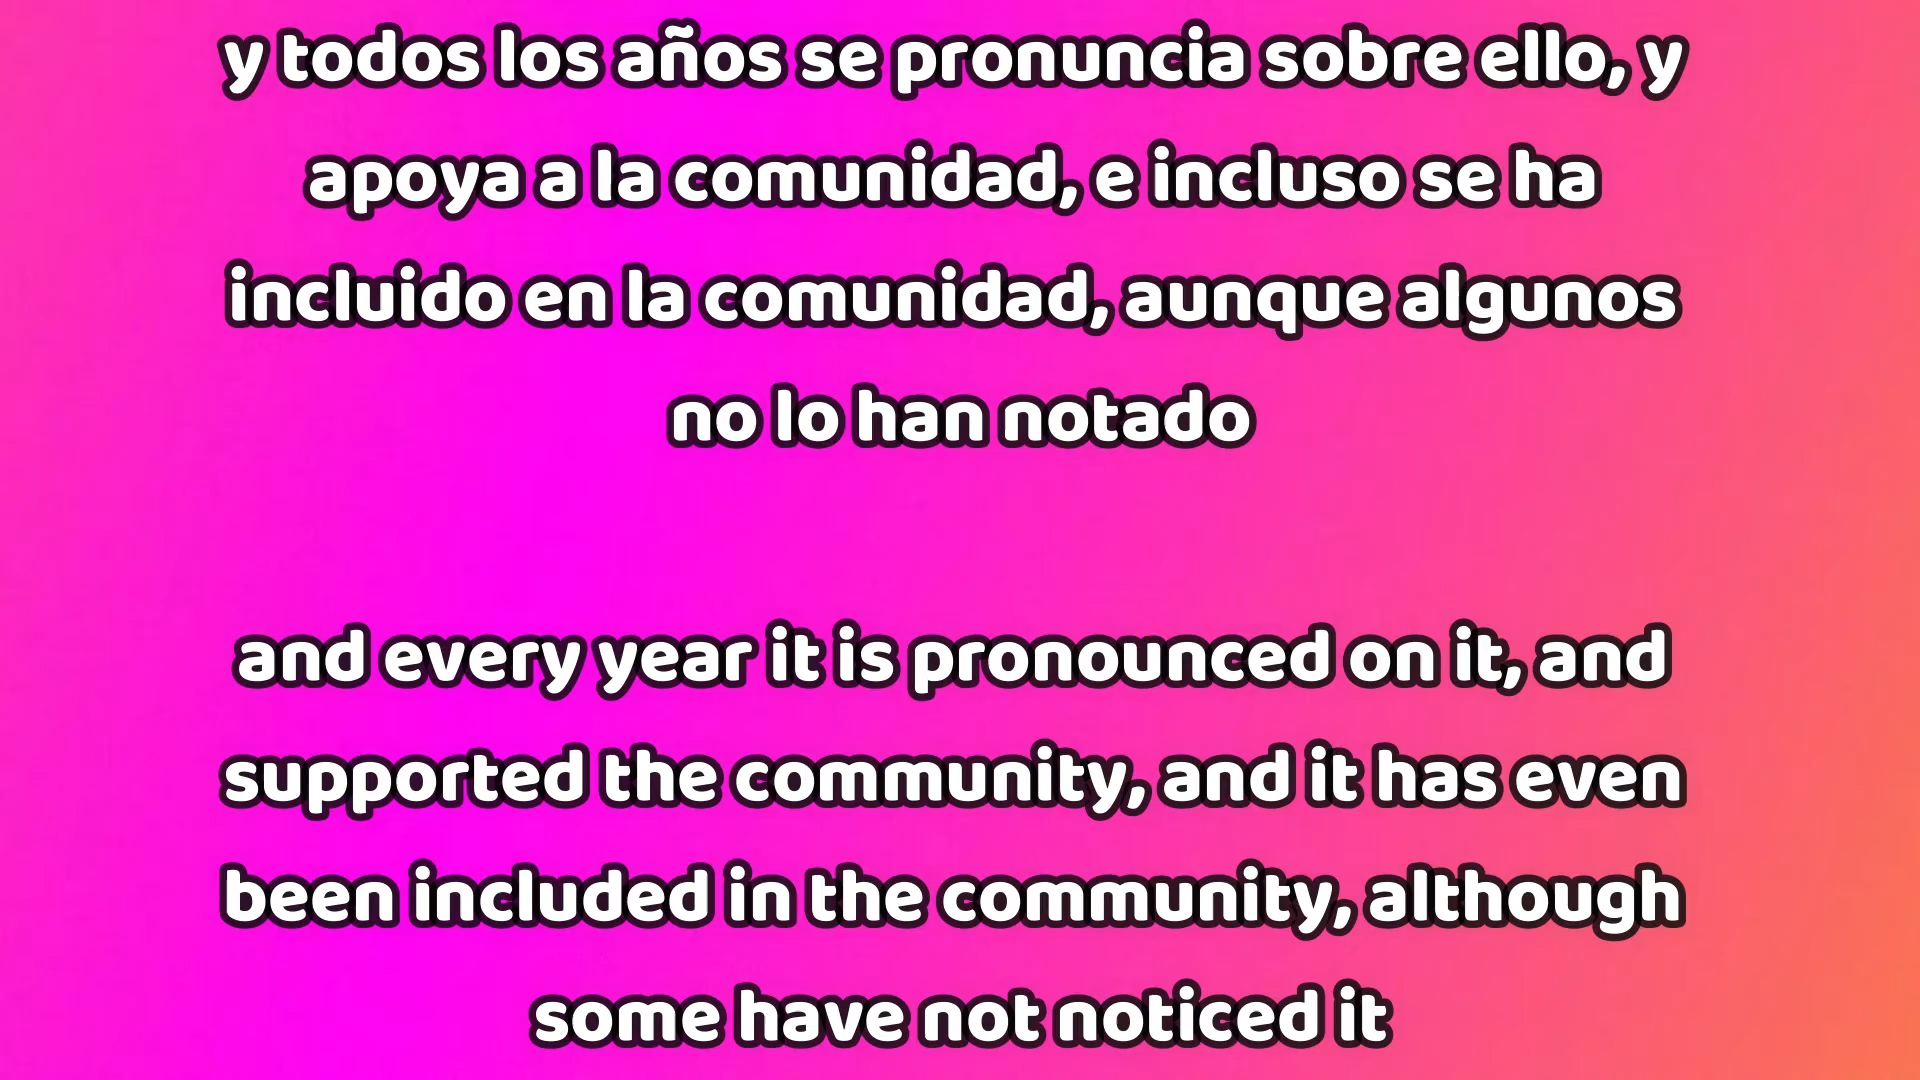 y todos los años se pronuncia sobre ello, y
apoya a la comunidad, e incluso se ha
incluido en la comunidad, aunque algunos
no lo han notado
and every year it is pronounced on it, and
supported the community, and it has even
been included in the community, although
some have not noticed it